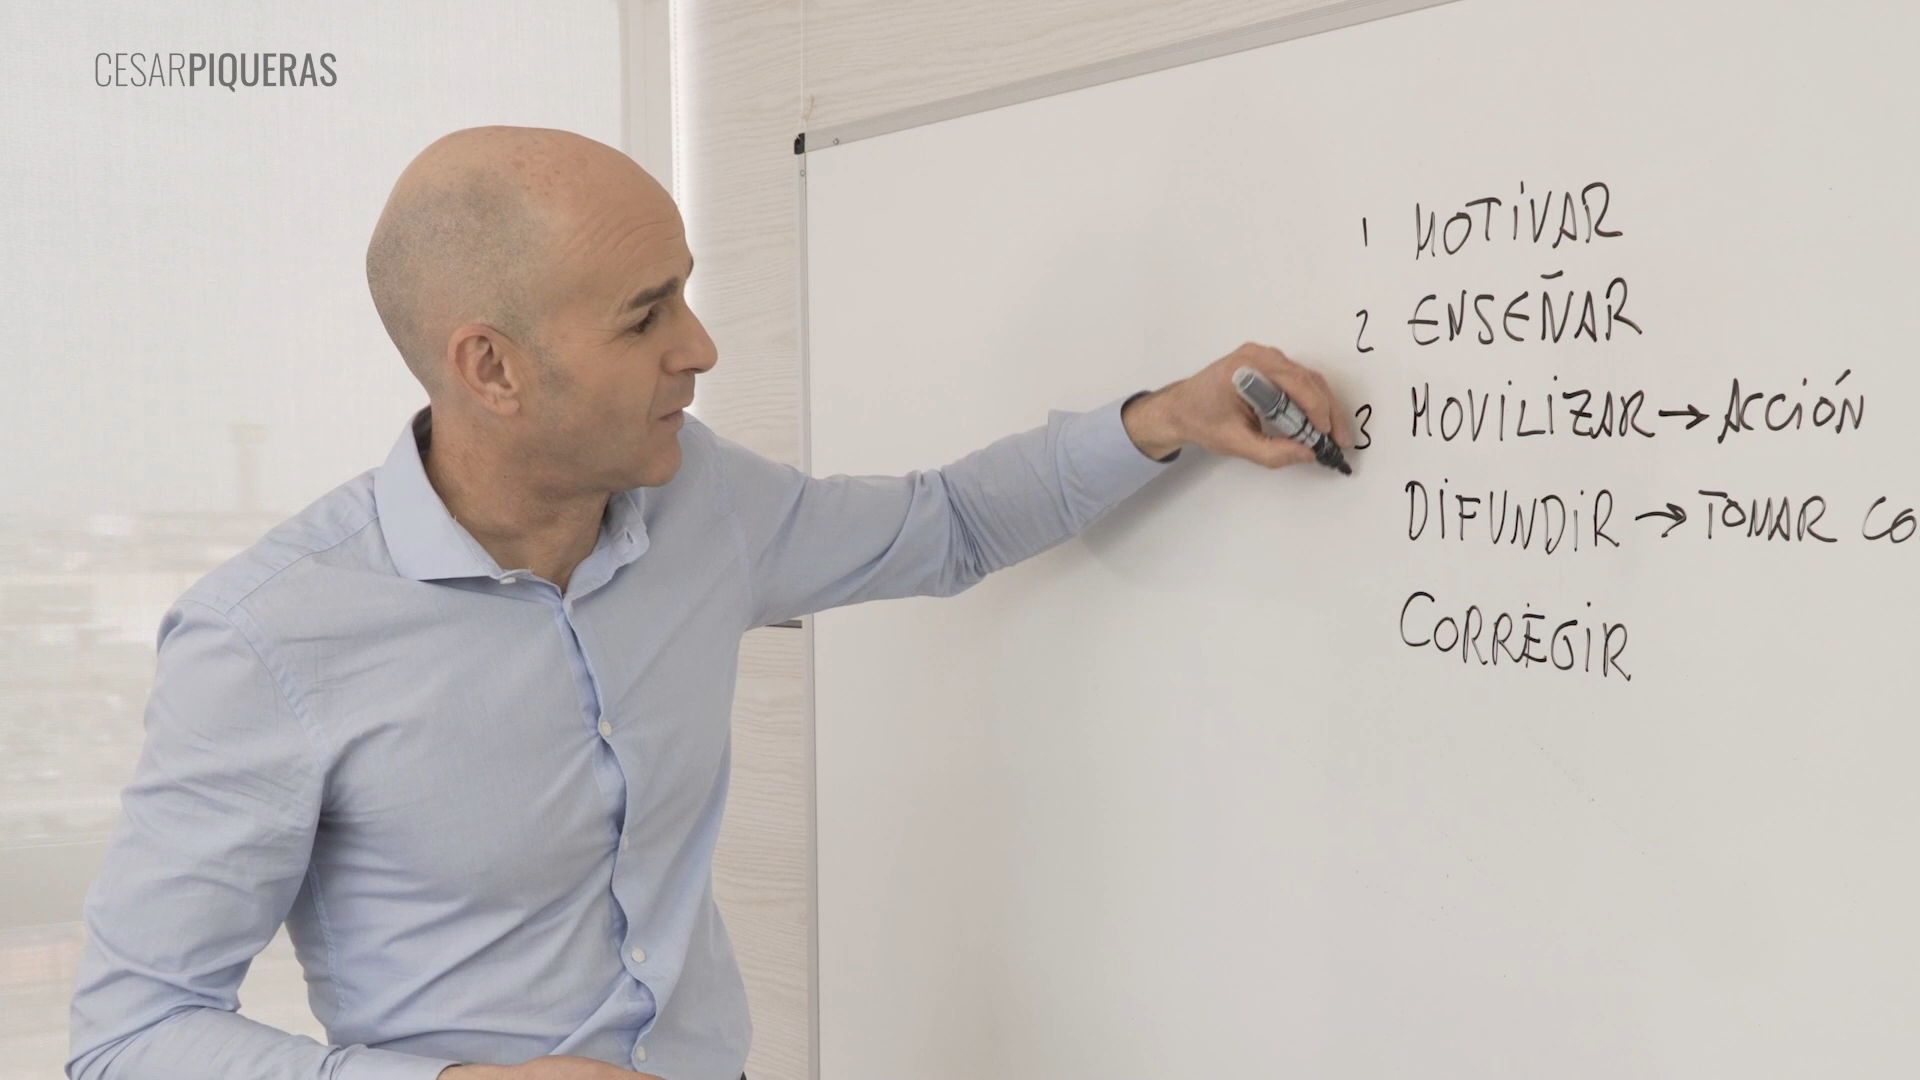 CESARPIQUERAS
1 MOTIVAR
2 ENSEÑAR
3 MOVILIZAR → ACCIÓN
DIFUNDIR → TOMAR CO
CORREGIR